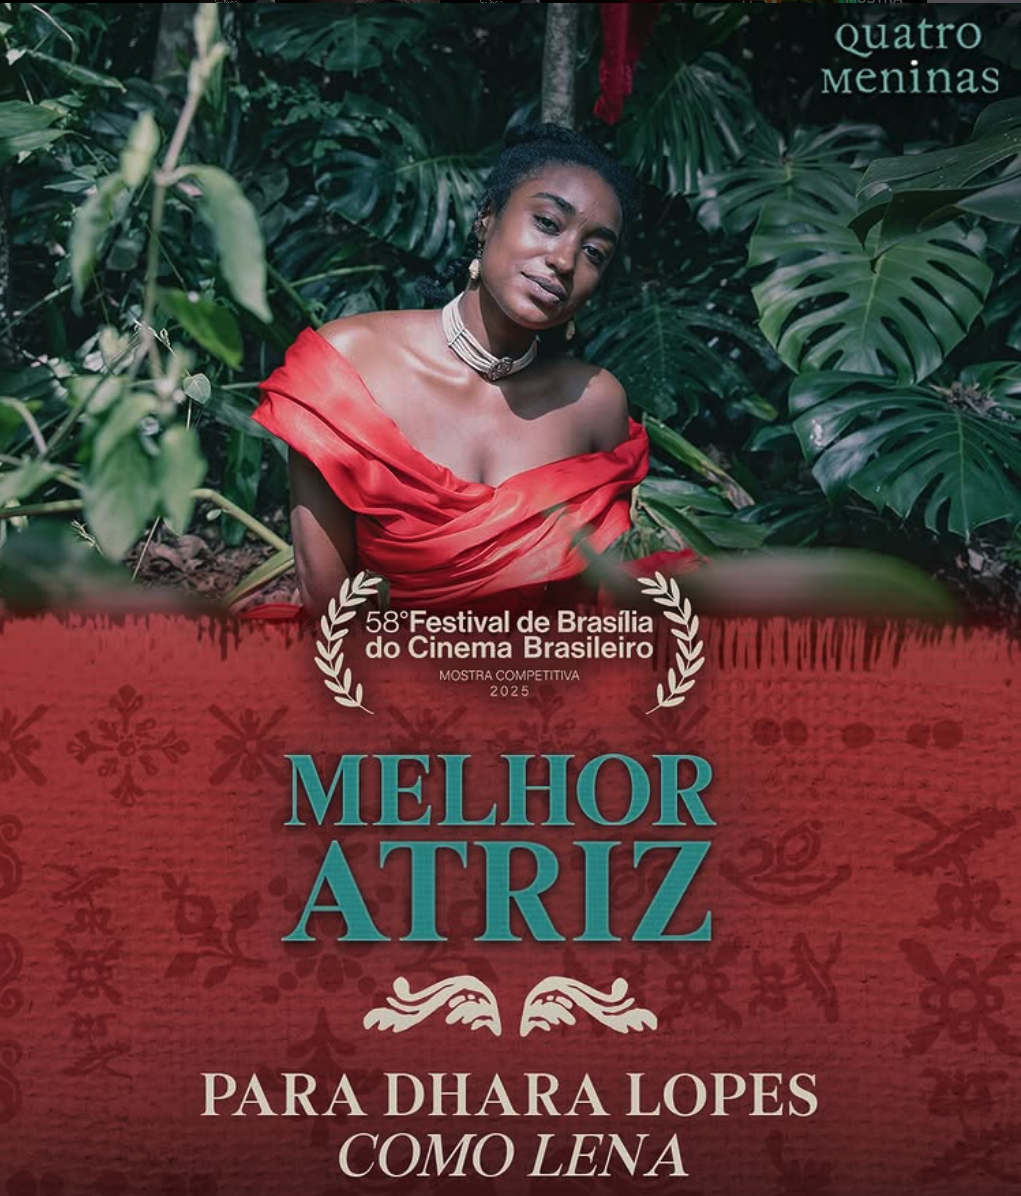 Quatro
Meninas
58°Festival de Brasília
do Cinema Brasileiro
MOSTRA COMPETITIVA
2025
MELHOR
ATRIZ
PARA DHARA LOPES
COMO LENA